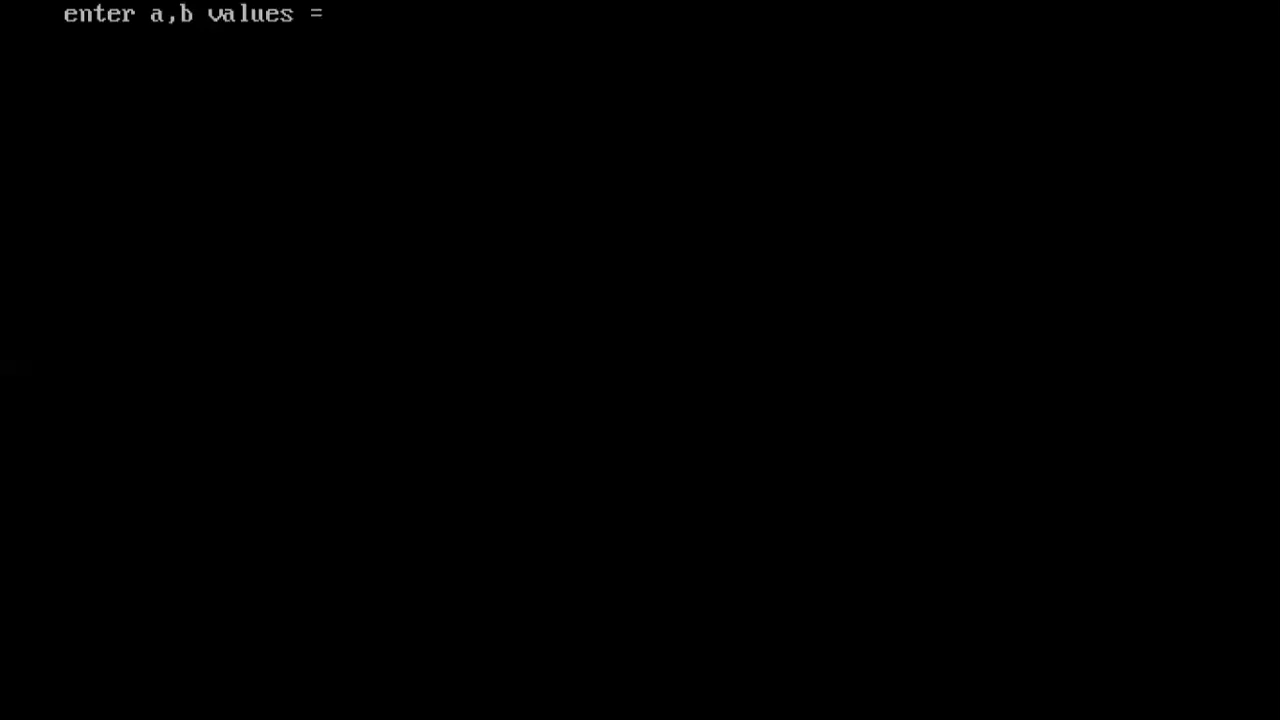 enter a,b values =